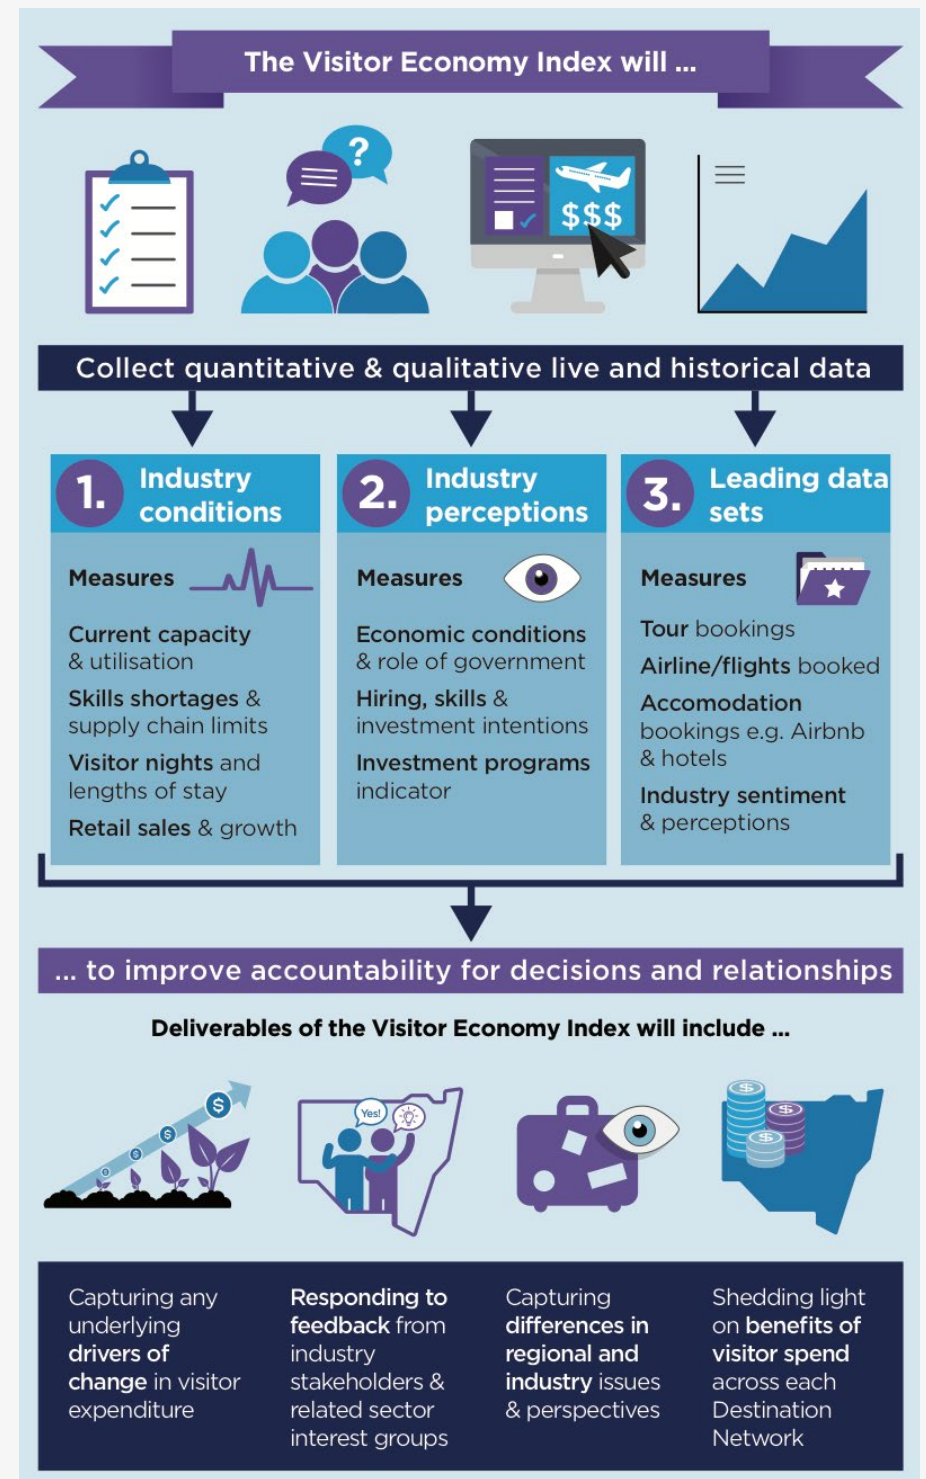 The Visitor Economy Index will ...
?
$$$
Collect quantitative & qualitative live and historical data
1.
Industry
conditions
Measures
Current capacity
& utilisation
Skills shortages &
supply chain limits
Visitor nights and
lengths of stay
Retail sales & growth
2.
Industry
perceptions
Measures
Economic conditions
& role of government
Hiring, skills &
investment intentions
Investment programs
indicator
3.
Leading data
sets
Measures
Tour bookings
Airline/flights booked
Accomodation
bookings e.g. Airbnb
& hotels
Industry sentiment
& perceptions
... to improve accountability for decisions and relationships
Deliverables of the Visitor Economy Index will include ...
$
$
$
$
Yes!
$
$
$
Capturing any
underlying
drivers of
change in visitor
expenditure
Responding to
feedback from
industry
stakeholders &
related sector
interest groups
Capturing
differences in
regional and
industry issues
& perspectives
Shedding light
on benefits of
visitor spend
across each
Destination
Network